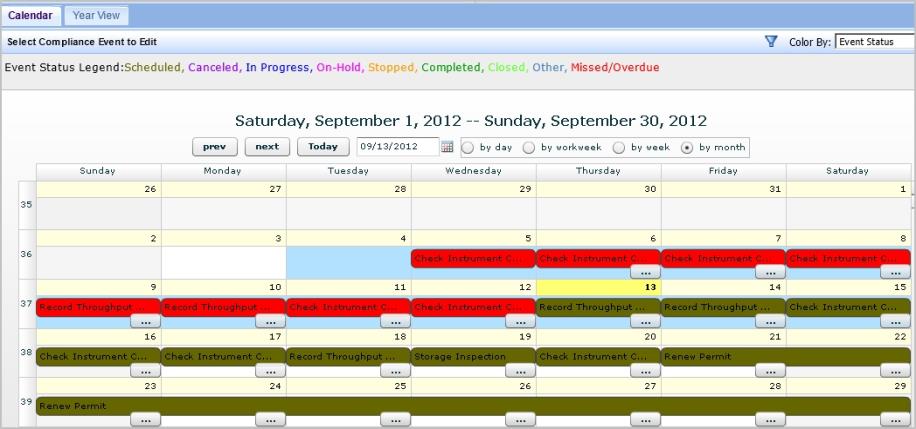 Calendar Year View
Select Compliance Event to Edit Color By: Event Status
Event Status Legend:Scheduled, Canceled, In Progress, On-Hold, Stopped, Completed, Closed, Other, Missed/Overdue
Saturday, September 1, 2012 -- Sunday, September 30, 2012
prev next Today 09/13/2012 by day by workweek by week by month
Sunday Monday Tuesday Wednesday Thursday Friday Saturday
26 27 28 29 30 31
35
2 3 4 5 6 7 8
36 Check Instrument C... Check Instrument C... Check Instrument C... Check Instrument C...
... ... ...
9 10 11 12 13 14 15
37 Record Throughput ... Record Throughput ... Check Instrument C... Check Instrument C... Record Throughput ... Record Throughput ... Check Instrument C...
... ... ... ... ... ... ...
16 17 18 19 20 21 22
38 Check Instrument C... Check Instrument C... Record Throughput ... Storage Inspection Check Instrument C... Renew Permit
... ... ... ... ... ... ...
23 24 25 26 27 28 29
39 Renew Permit
... ... ... ... ... ... ...